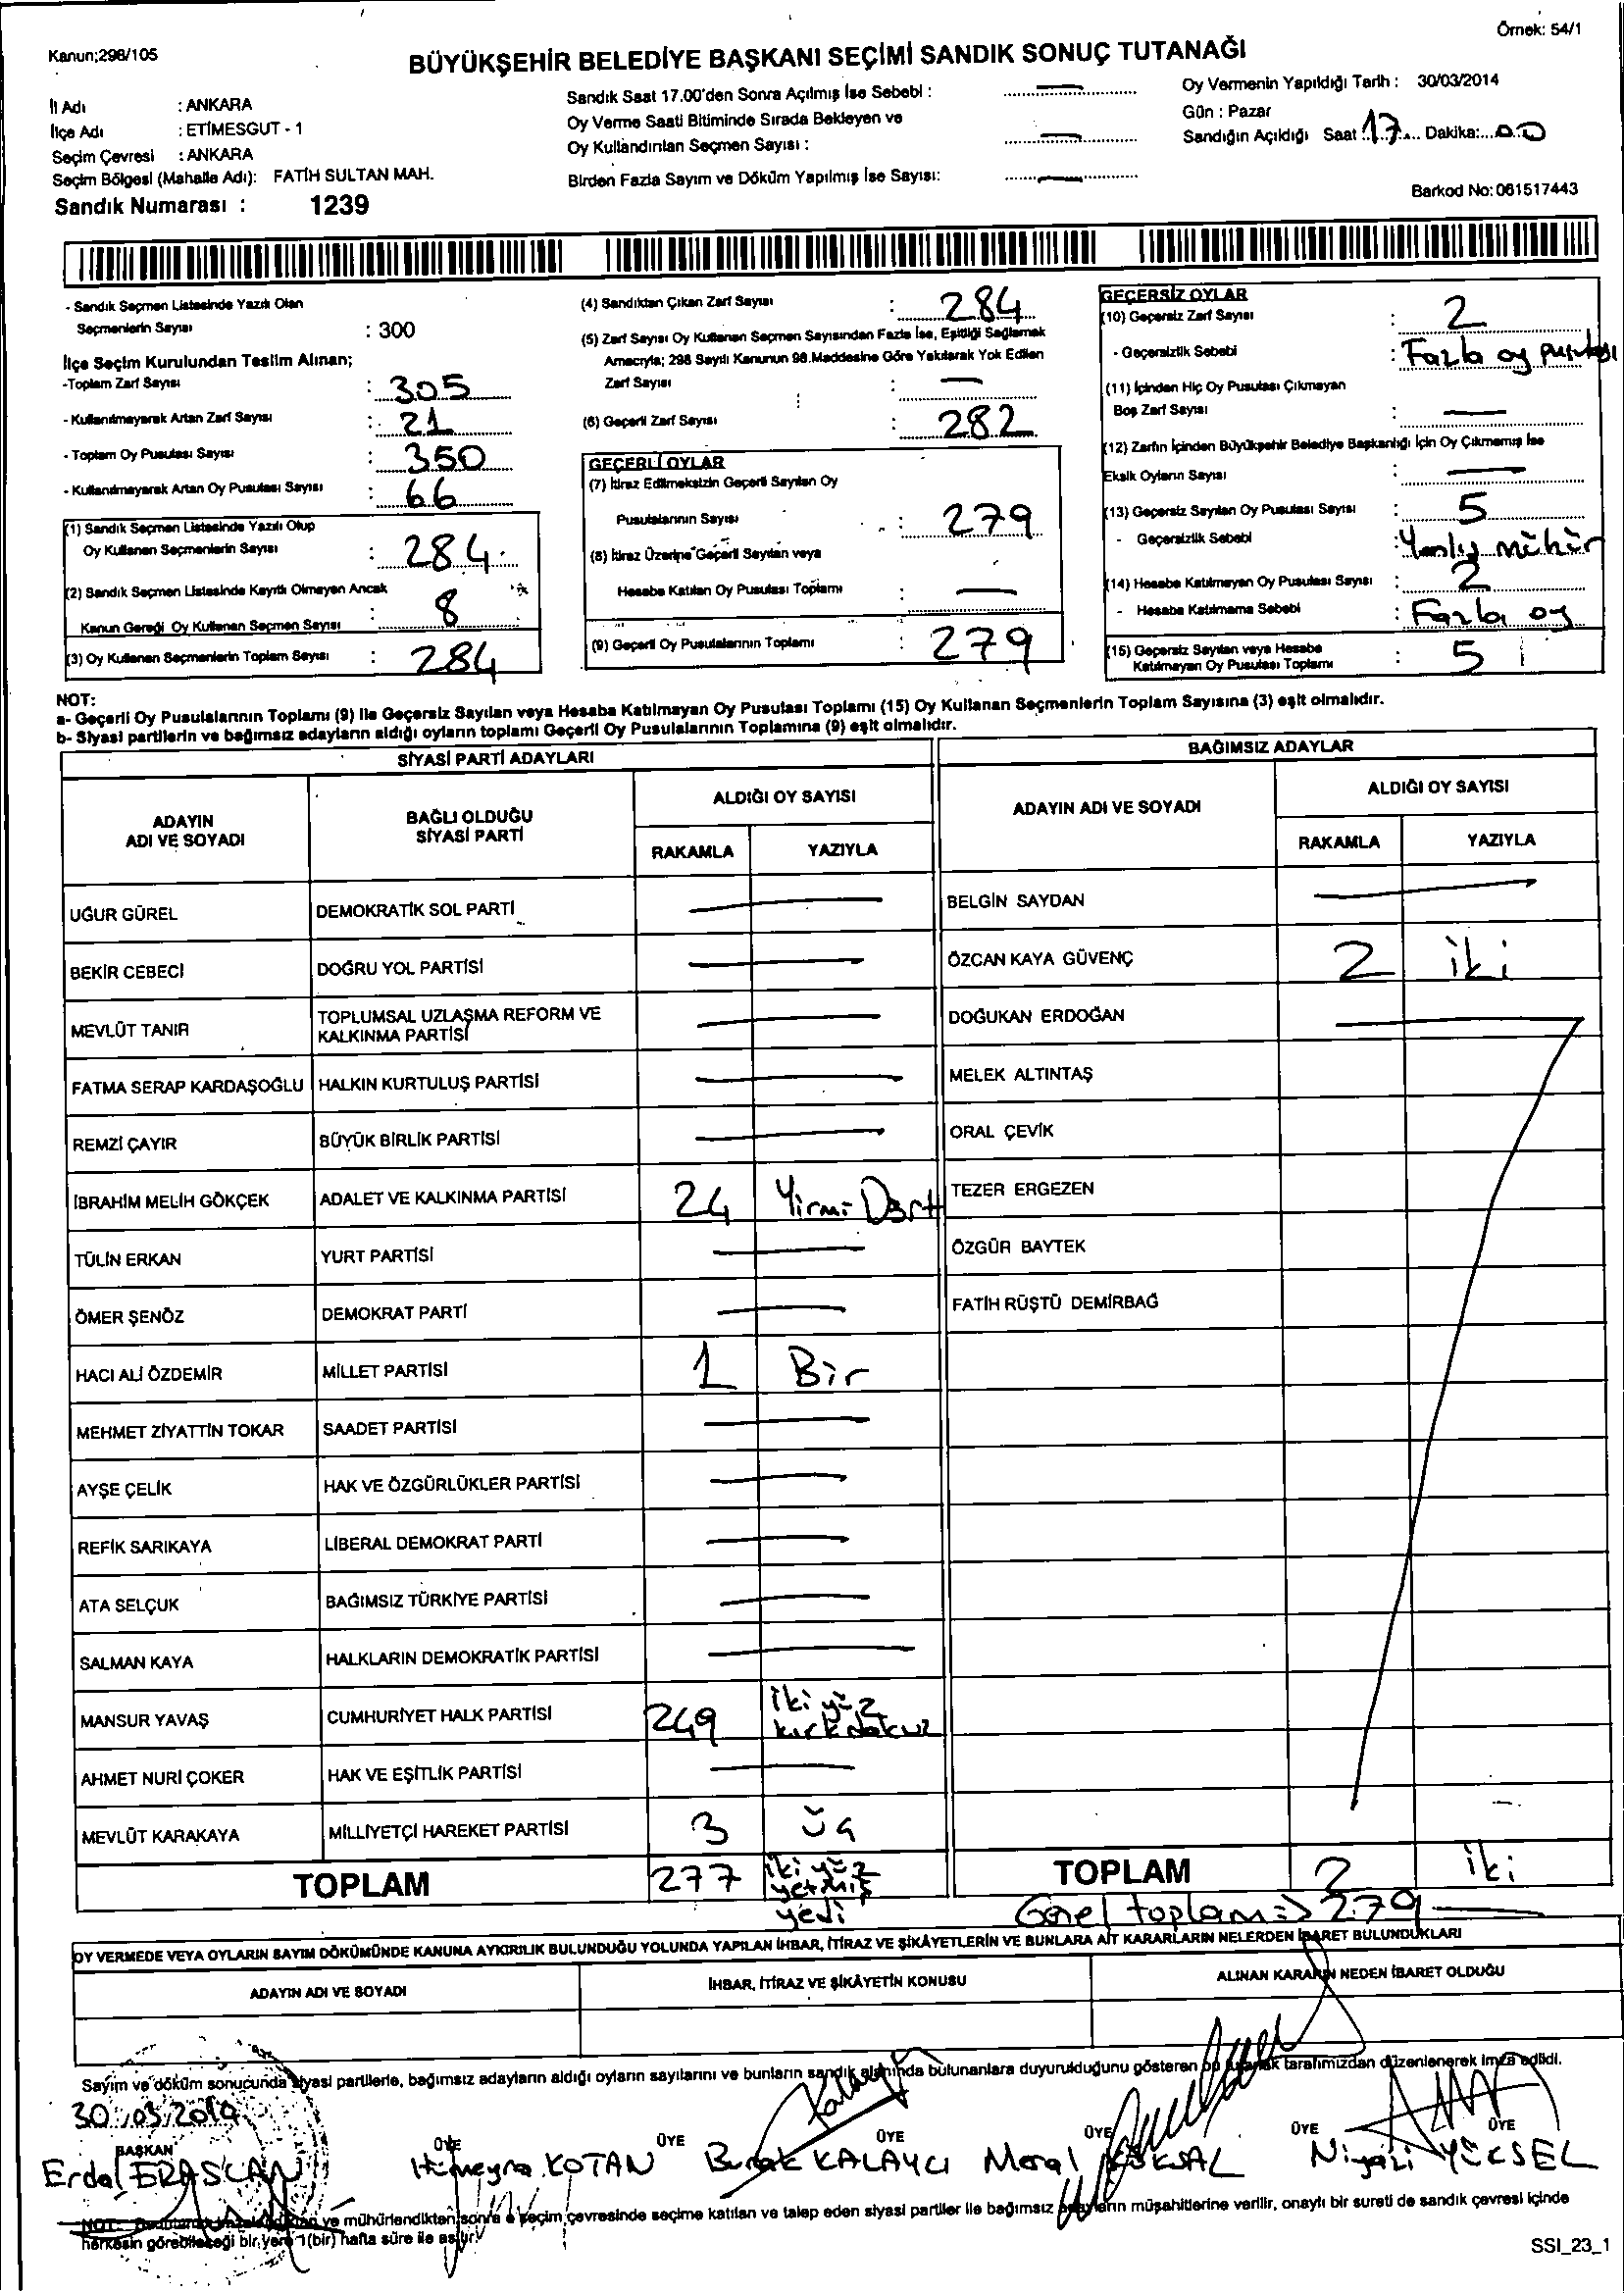 Örnek: 54/1
Kanun;298/105
BÜYÜKŞEHİR BELEDİYE BAŞKANI SEÇİMİ SANDIK SONUÇ TUTANAĞI
İl Adı : ANKARA
İlçe Adı : ETİMESGUT - 1
Seçim Çevresi : ANKARA
Seçim Bölgesi (Mahalle Adı): FATİH SULTAN MAH.
Sandık Numarası : 1239
Sandık Saat 17.00'den Sonra Açılmış İse Sebebi : —
Oy Verme Saati Bitiminde Sırada Bekleyen ve
Oy Kullandırılan Seçmen Sayısı : —
Birden Fazla Sayım ve Döküm Yapılmış İse Sayısı: —
Oy Vermenin Yapıldığı Tarih : 30/03/2014
Gün : Pazar
Sandığın Açıldığı Saat 17 Dakika: 00
Barkod No: 061517443
- Sandık Seçmen Listesinde Yazılı Olan
Seçmenlerin Sayısı : 300
İlçe Seçim Kurulundan Teslim Alınan;
-Toplam Zarf Sayısı : 305
- Kullanılmayarak Artan Zarf Sayısı : 21
- Toplam Oy Pusulası Sayısı : 350
- Kullanılmayarak Artan Oy Pusulası Sayısı : 66
(1) Sandık Seçmen Listesinde Yazılı Olup
Oy Kullanan Seçmenlerin Sayısı : 284
(2) Sandık Seçmen Listesinde Kayıtlı Olmayan Ancak
Kanun Gereği Oy Kullanan Seçmen Sayısı : 8
(3) Oy Kullanan Seçmenlerin Toplam Sayısı : 284
(4) Sandıktan Çıkan Zarf Sayısı : 284
(5) Zarf Sayısı Oy Kullanan Seçmen Sayısından Fazla İse, Eşitliği Sağlamak
Amacıyla; 298 Sayılı Kanunun 98.Maddesine Göre Yakılarak Yok Edilen
Zarf Sayısı : —
(6) Geçerli Zarf Sayısı : 282
GEÇERLİ OYLAR
(7) İtiraz Edilmeksizin Geçerli Sayılan Oy
Pusulalarının Sayısı : 279
(8) İtiraz Üzerine Geçerli Sayılan veya
Hesaba Katılan Oy Pusulası Toplamı : —
(9) Geçerli Oy Pusulalarının Toplamı : 279
GEÇERSİZ OYLAR
(10) Geçersiz Zarf Sayısı : 2
- Geçersizlik Sebebi : Fazla oy pusulası
(11) İçinden Hiç Oy Pusulası Çıkmayan
Boş Zarf Sayısı : —
(12) Zarfın İçinden Büyükşehir Belediye Başkanlığı İçin Oy Çıkmamış İse
Eksik Oyların Sayısı : —
(13) Geçersiz Sayılan Oy Pusulası Sayısı : 5
- Geçersizlik Sebebi : Yanlış mühür
(14) Hesaba Katılmayan Oy Pusulası Sayısı : 2
- Hesaba Katılmama Sebebi : Fazla oy
(15) Geçersiz Sayılan veya Hesaba
Katılmayan Oy Pusulası Toplamı : 5
NOT:
a- Geçerli Oy Pusulalarının Toplamı (9) İle Geçersiz Sayılan veya Hesaba Katılmayan Oy Pusulası Toplamı (15) Oy Kullanan Seçmenlerin Toplam Sayısına (3) eşit olmalıdır.
b- Siyasi partilerin ve bağımsız adayların aldığı oyların toplamı Geçerli Oy Pusulalarının Toplamına (9) eşit olmalıdır.
SİYASİ PARTİ ADAYLARI
ADAYIN
ADI VE SOYADI
BAĞLI OLDUĞU
SİYASİ PARTİ
ALDIĞI OY SAYISI
RAKAMLA YAZIYLA
UĞUR GÜREL DEMOKRATİK SOL PARTİ —
BEKİR CEBECİ DOĞRU YOL PARTİSİ —
MEVLÜT TANIR TOPLUMSAL UZLAŞMA REFORM VE
KALKINMA PARTİSİ —
FATMA SERAP KARDAŞOĞLU HALKIN KURTULUŞ PARTİSİ —
REMZİ ÇAYIR BÜYÜK BİRLİK PARTİSİ —
İBRAHİM MELİH GÖKÇEK ADALET VE KALKINMA PARTİSİ 24 Yirmi Dört
TÜLİN ERKAN YURT PARTİSİ —
ÖMER ŞENÖZ DEMOKRAT PARTİ —
HACI ALİ ÖZDEMİR MİLLET PARTİSİ 1 Bir
MEHMET ZİYATTİN TOKAR SAADET PARTİSİ —
AYŞE ÇELİK HAK VE ÖZGÜRLÜKLER PARTİSİ —
REFİK SARIKAYA LİBERAL DEMOKRAT PARTİ —
ATA SELÇUK BAĞIMSIZ TÜRKİYE PARTİSİ —
SALMAN KAYA HALKLARIN DEMOKRATİK PARTİSİ —
MANSUR YAVAŞ CUMHURİYET HALK PARTİSİ 249 iki yüz
kırk dokuz
AHMET NURİ ÇOKER HAK VE EŞİTLİK PARTİSİ —
MEVLÜT KARAKAYA MİLLİYETÇİ HAREKET PARTİSİ 3 üç
TOPLAM 277 iki yüz
yetmiş
yedi
BAĞIMSIZ ADAYLAR
ADAYIN ADI VE SOYADI
ALDIĞI OY SAYISI
RAKAMLA YAZIYLA
BELGİN SAYDAN —
ÖZCAN KAYA GÜVENÇ 2 iki
DOĞUKAN ERDOĞAN —
MELEK ALTINTAŞ
ORAL ÇEVİK
TEZER ERGEZEN
ÖZGÜR BAYTEK
FATİH RÜŞTÜ DEMİRBAĞ
TOPLAM 2 iki
Genel toplam => 279
OY VERMEDE VEYA OYLARIN SAYIM DÖKÜMÜNDE KANUNA AYKIRILIK BULUNDUĞU YOLUNDA YAPILAN İHBAR, İTİRAZ VE ŞİKÂYETLERİN VE BUNLARA AİT KARARLARIN NELERDEN İBARET BULUNDUKLARI
ADAYIN ADI VE SOYADI İHBAR, İTİRAZ VE ŞİKÂYETİN KONUSU ALINAN KARARIN NEDEN İBARET OLDUĞU
Sayım ve döküm sonucunda siyasi partilerle, bağımsız adayların aldığı oyların sayılarını ve bunların sandık alanında bulunanlara duyurulduğunu gösteren bu tutanak tarafımızdan düzenlenerek imza edildi.
30/03/2014
BAŞKAN ÜYE ÜYE ÜYE ÜYE ÜYE ÜYE
Erdal ERASLAN Hümeyra KOTAN Burak KALAYCI Meral KÖKSAL Niyazi YÜKSEL
NOT: ve mühürlendikten sonra o seçim çevresinde seçime katılan ve talep eden siyasi partiler ile bağımsız adayların müşahitlerine verilir, onaylı bir sureti de sandık çevresi içinde
herkesin görebileceği bir yere 1(bir) hafta süre ile asılır.
SSI_23_1